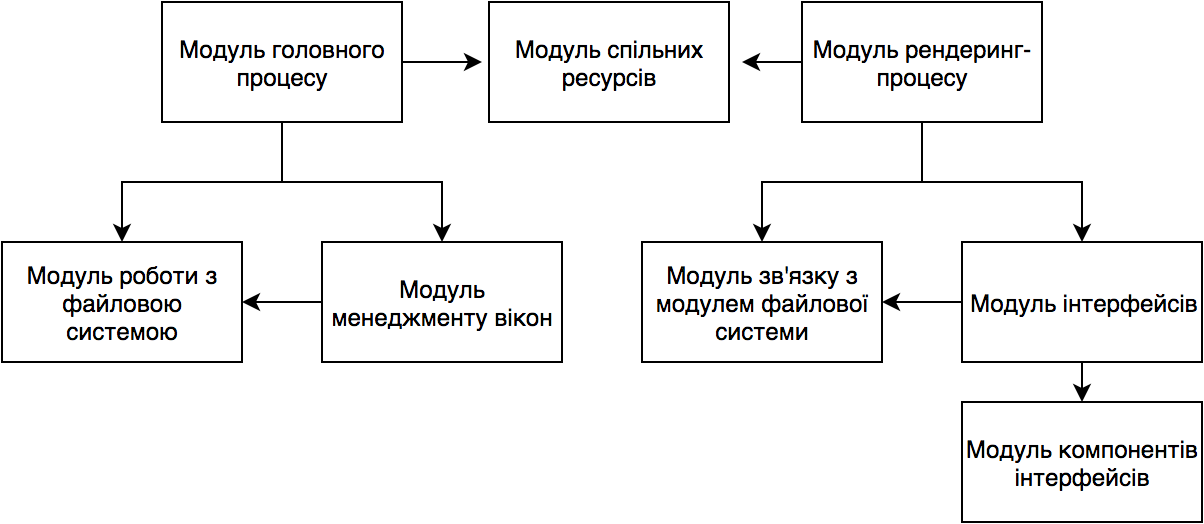 Модуль головного
процесу
Модуль спільних
ресурсів
Модуль рендеринг-
процесу
Модуль роботи з
файловою
системою
Модуль
менеджменту вікон
Модуль зв'язку з
модулем файлової
системи
Модуль інтерфейсів
Модуль компонентів
інтерфейсів